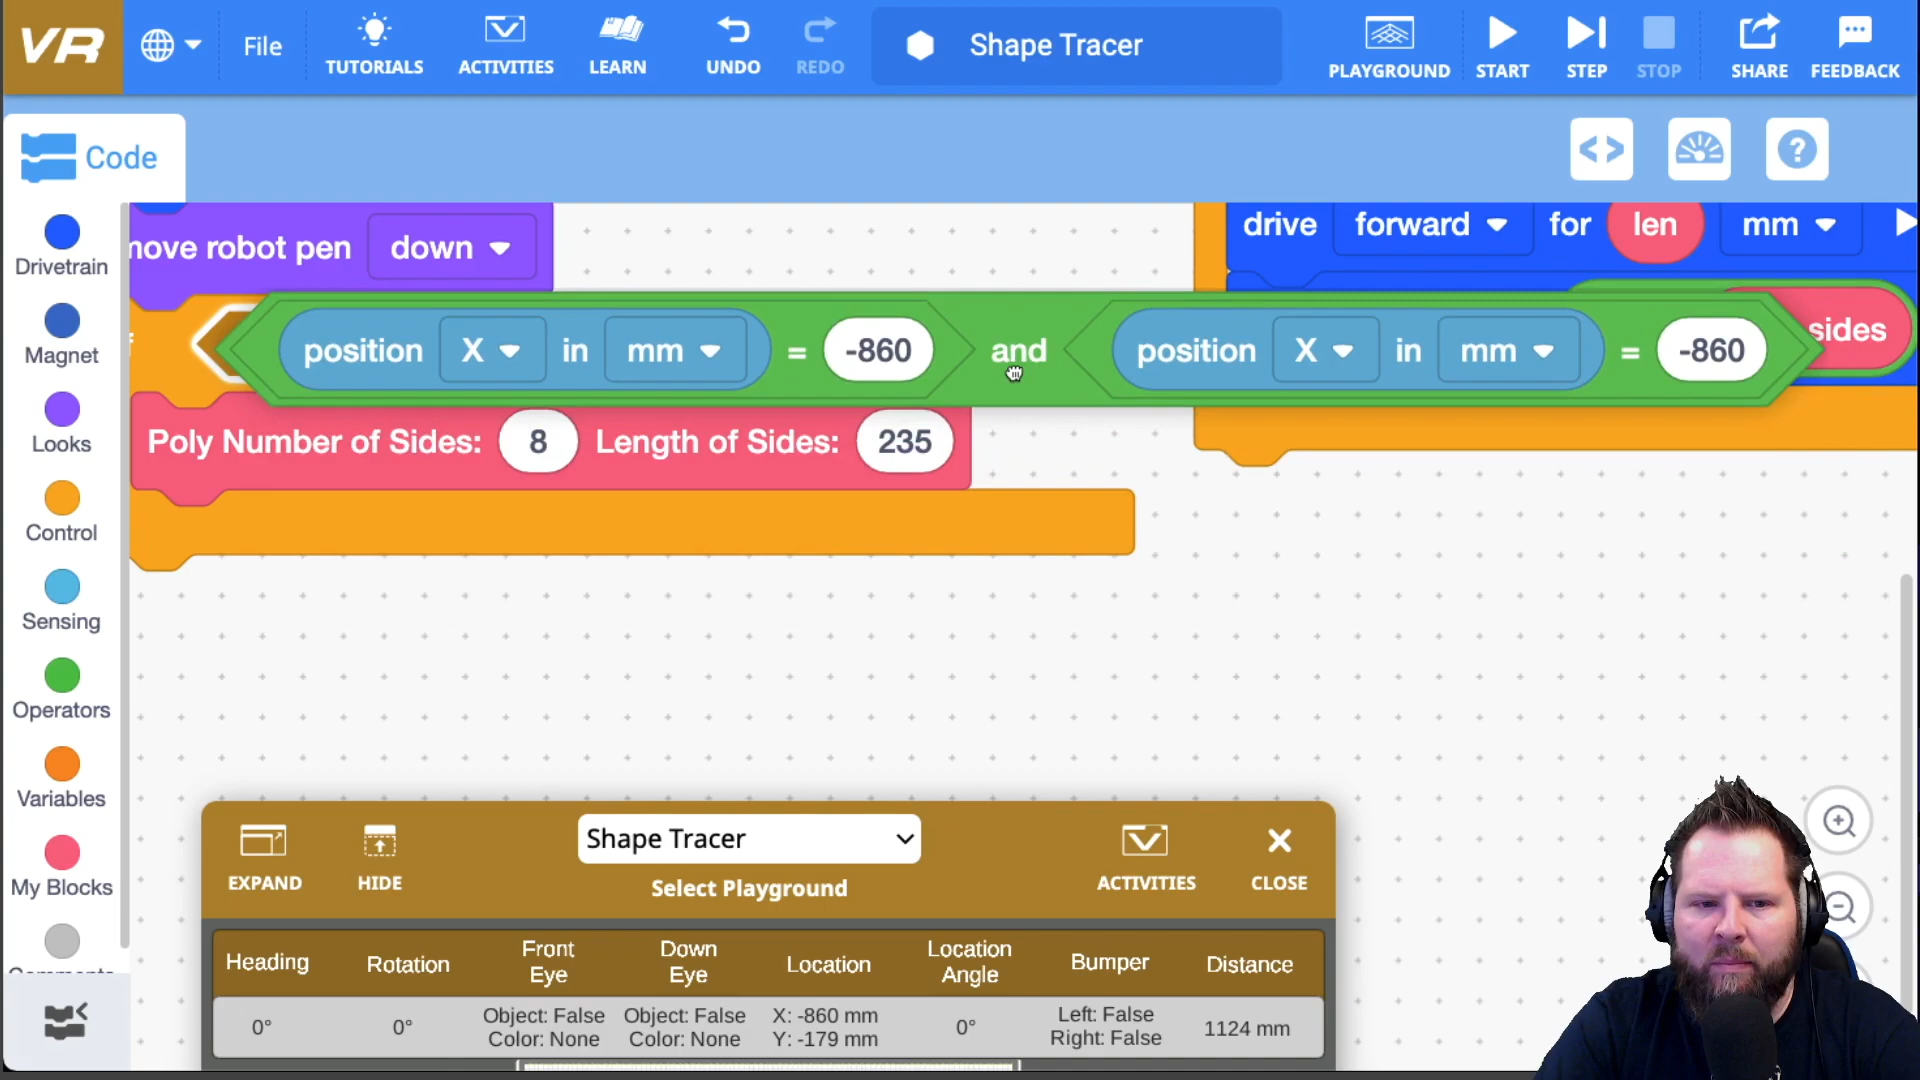 VR
File
TUTORIALS
ACTIVITIES
LEARN
UNDO
REDO
Shape Tracer
PLAYGROUND
START
STEP
STOP
SHARE
FEEDBACK
Code
Drivetrain
Magnet
Looks
Control
Sensing
Operators
Variables
My Blocks
move robot pen down
drive forward for len mm
position X in mm = -860 and position X in mm = -860
sides
Poly Number of Sides: 8 Length of Sides: 235
EXPAND
HIDE
Shape Tracer
Select Playground
ACTIVITIES
CLOSE
Heading Rotation Front Eye Down Eye Location Location Angle Bumper Distance
0° 0° Object: False Object: False X: -860 mm 0° Left: False 1124 mm
Color: None Color: None Y: -179 mm Right: False